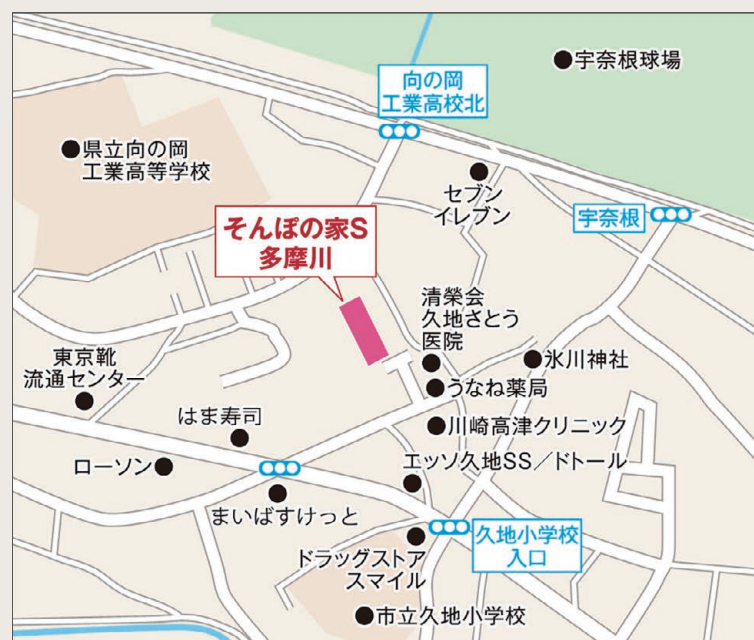 宇奈根球場
向の岡
工業高校北
県立向の岡
工業高等学校
セブン
イレブン
宇奈根
そんぽの家S
多摩川
清榮会
久地さとう
医院
東京靴
流通センター
氷川神社
うなね薬局
はま寿司
川崎高津クリニック
ローソン
エッソ久地SS／ドトール
まいばすけっと
久地小学校
入口
ドラッグストア
スマイル
市立久地小学校